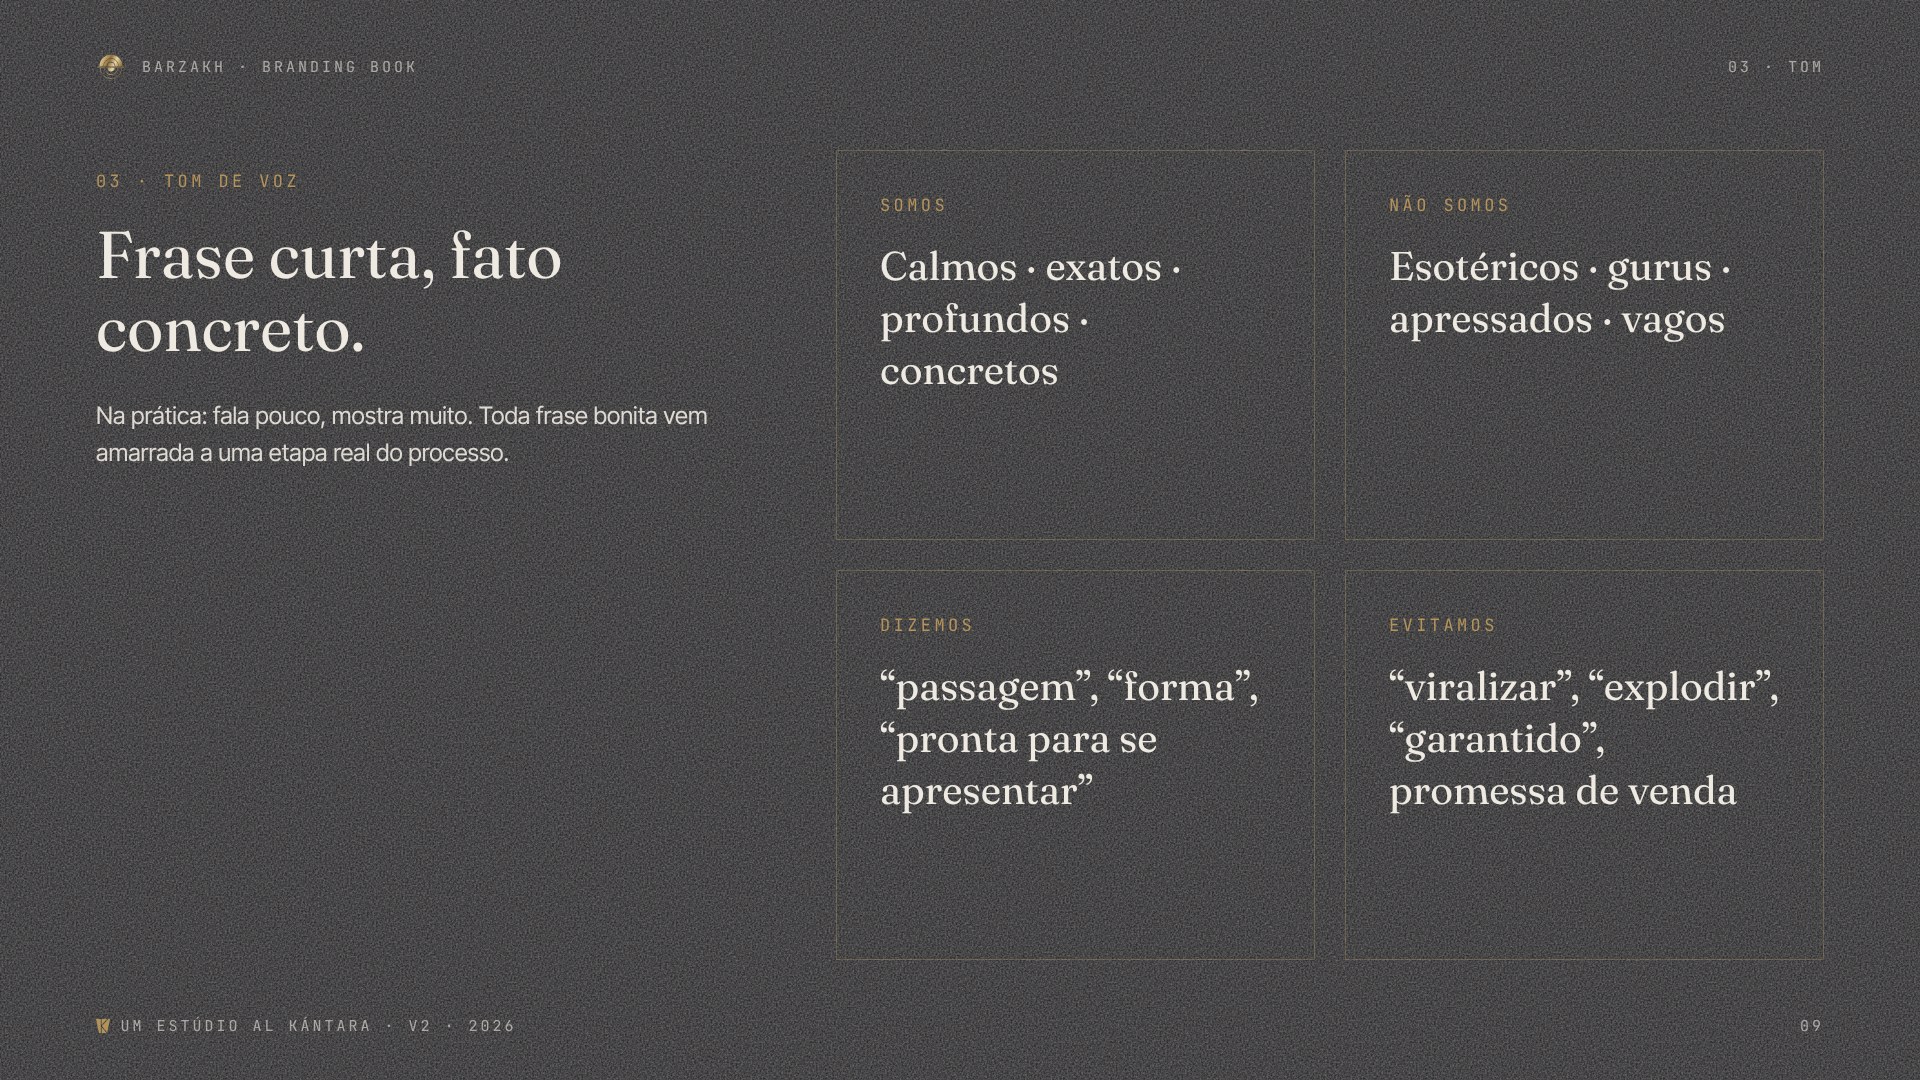 BARZAKH · BRANDING BOOK
03 · TOM
03 · TOM DE VOZ
Frase curta, fato
concreto.
Na prática: fala pouco, mostra muito. Toda frase bonita vem
amarrada a uma etapa real do processo.
SOMOS
Calmos · exatos ·
profundos ·
concretos
NÃO SOMOS
Esotéricos · gurus ·
apressados · vagos
DIZEMOS
“passagem”, “forma”,
“pronta para se
apresentar”
EVITAMOS
“viralizar”, “explodir”,
“garantido”,
promessa de venda
UM ESTÚDIO AL KÁNTARA · V2 · 2026
09